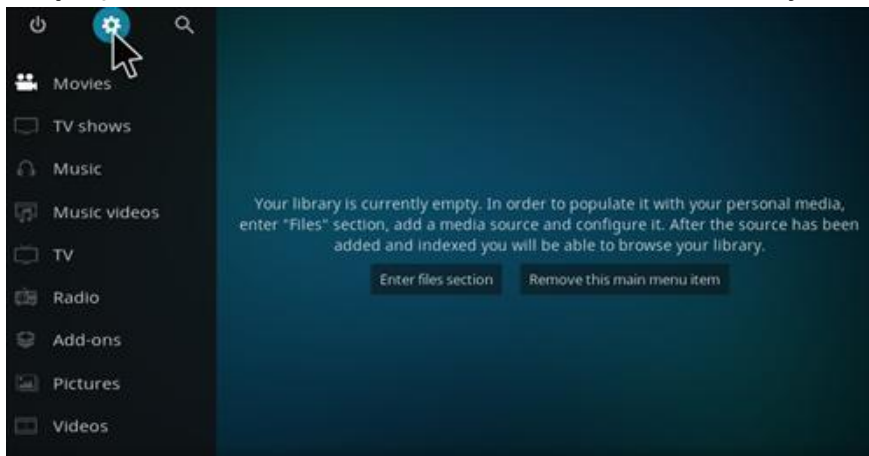 Movies
TV shows
Music
Music videos
TV
Radio
Add-ons
Pictures
Videos
Your library is currently empty. In order to populate it with your personal media,
enter "Files" section, add a media source and configure it. After the source has been
added and indexed you will be able to browse your library.
Enter files section
Remove this main menu item